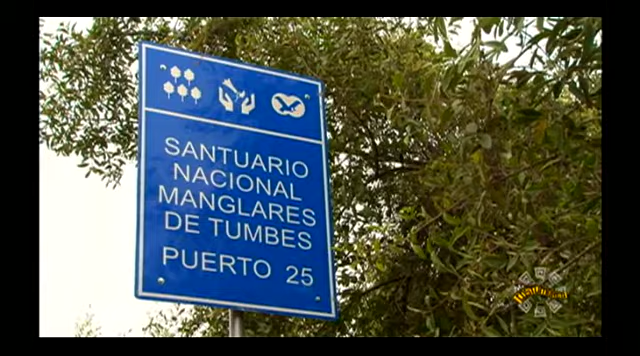 SANTUARIO
NACIONAL
MANGLARES
DE TUMBES
PUERTO 25